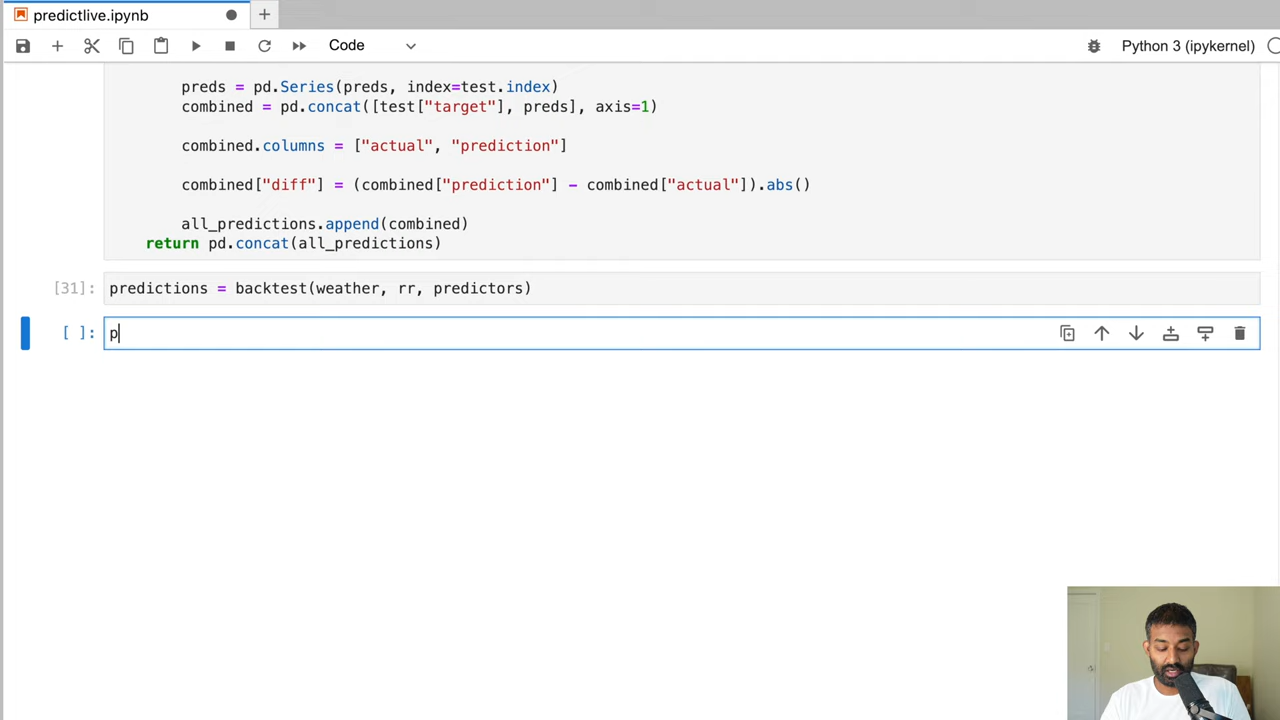 predictlive.ipynb
Code
Python 3 (ipykernel)
preds = pd.Series(preds, index=test.index)
combined = pd.concat([test["target"], preds], axis=1)
combined.columns = ["actual", "prediction"]
combined["diff"] = (combined["prediction"] - combined["actual"]).abs()
all_predictions.append(combined)
return pd.concat(all_predictions)
[31]: predictions = backtest(weather, rr, predictors)
[ ]: p